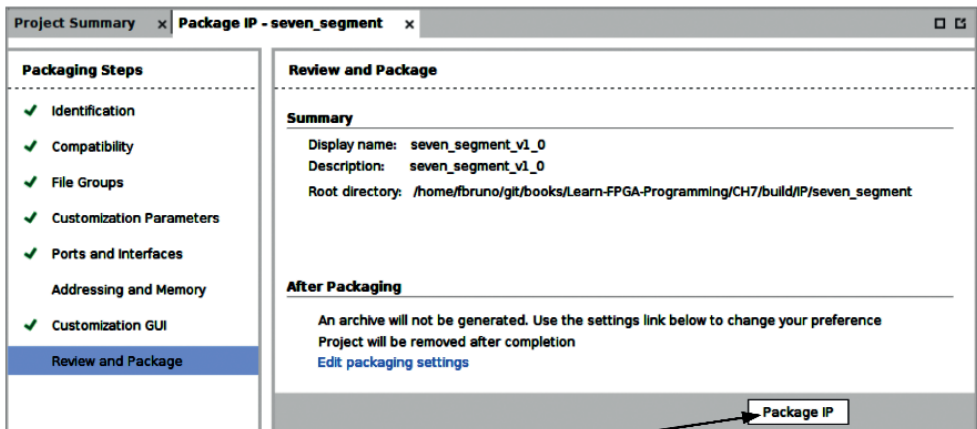 Project Summary x Package IP - seven_segment x
Packaging Steps
Identification
Compatibility
File Groups
Customization Parameters
Ports and Interfaces
Addressing and Memory
Customization GUI
Review and Package
Review and Package
Summary
Display name: seven_segment_v1_0
Description: seven_segment_v1_0
Root directory: /home/fbruno/git/books/Learn-FPGA-Programming/CH7/build/IP/seven_segment
After Packaging
An archive will not be generated. Use the settings link below to change your preference
Project will be removed after completion
Edit packaging settings
Package IP